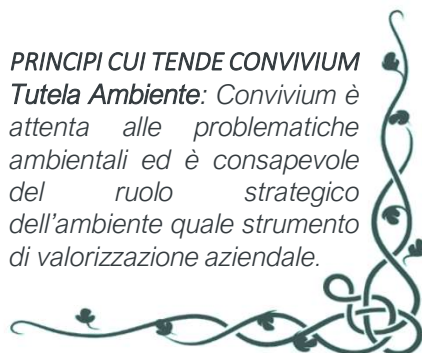 PRINCIPI CUI TENDE CONVIVIUM
Tutela Ambiente: Convivium è
attenta alle problematiche
ambientali ed è consapevole
del ruolo strategico
dell'ambiente quale strumento
di valorizzazione aziendale.